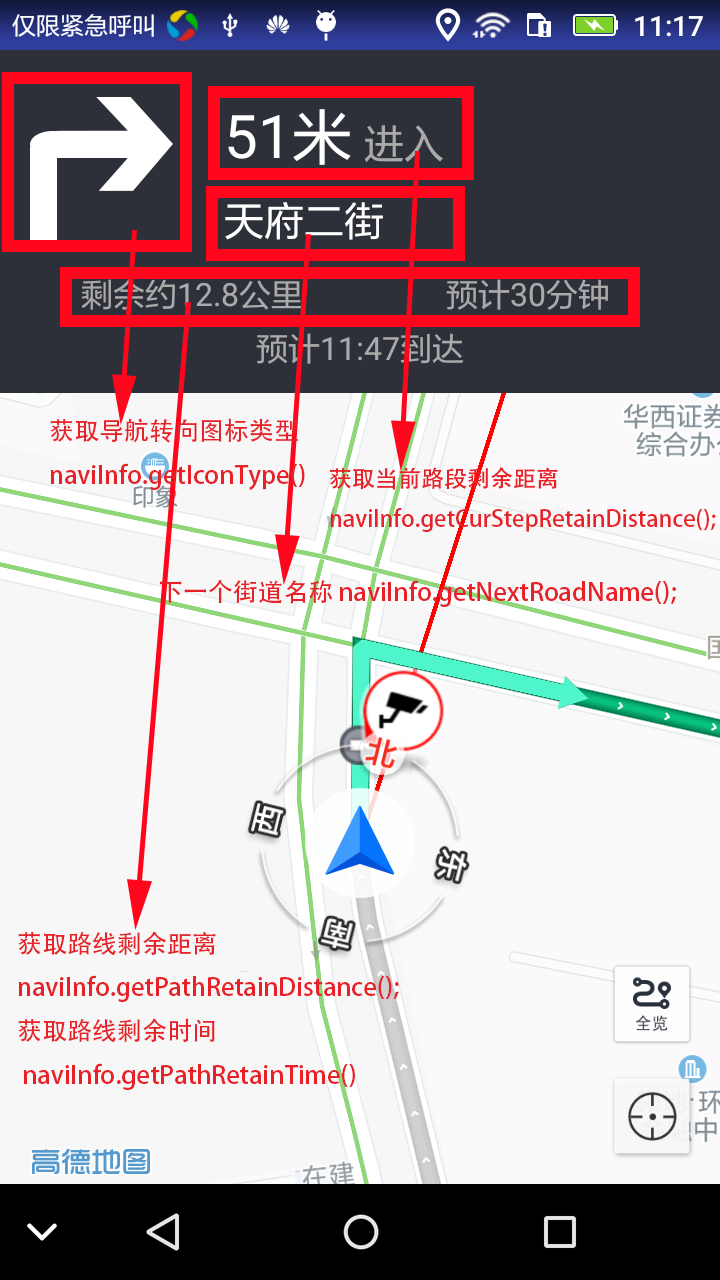 仅限紧急呼叫 11:17
51米 进入
天府二街
剩余约12.8公里 预计30分钟
预计11:47到达
华西证券
综合办
获取导航转向图标类型
naviInfo.getIconType()
印象
获取当前路段剩余距离
naviInfo.getCurStepRetainDistance();
下一个街道名称 naviInfo.getNextRoadName();
北
西
东
南
获取路线剩余距离
naviInfo.getPathRetainDistance();
获取路线剩余时间
naviInfo.getPathRetainTime()
全览
环
中
高德地图
在建